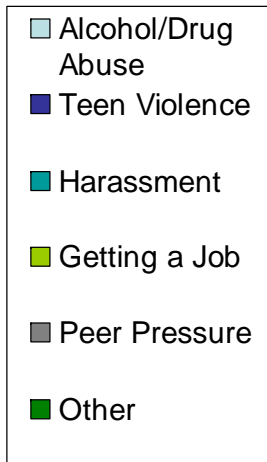 Alcohol/Drug
Abuse
Teen Violence
Harassment
Getting a Job
Peer Pressure
Other